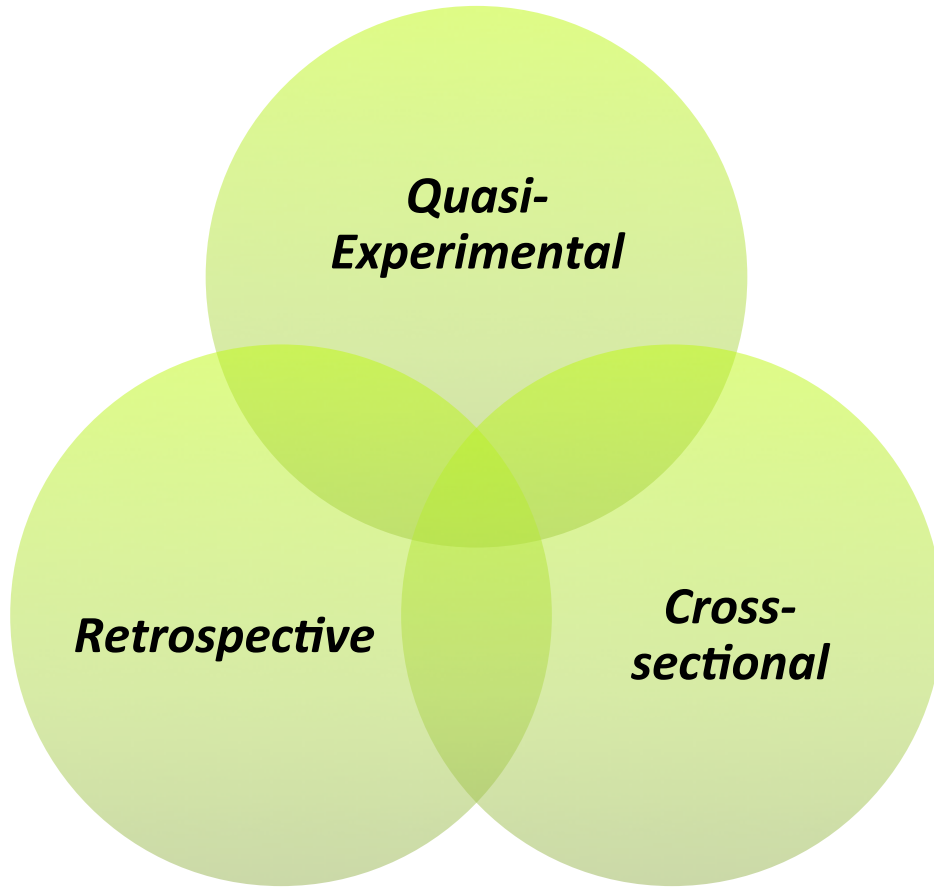 Quasi-
Experimental
Retrospective
Cross-
sectional